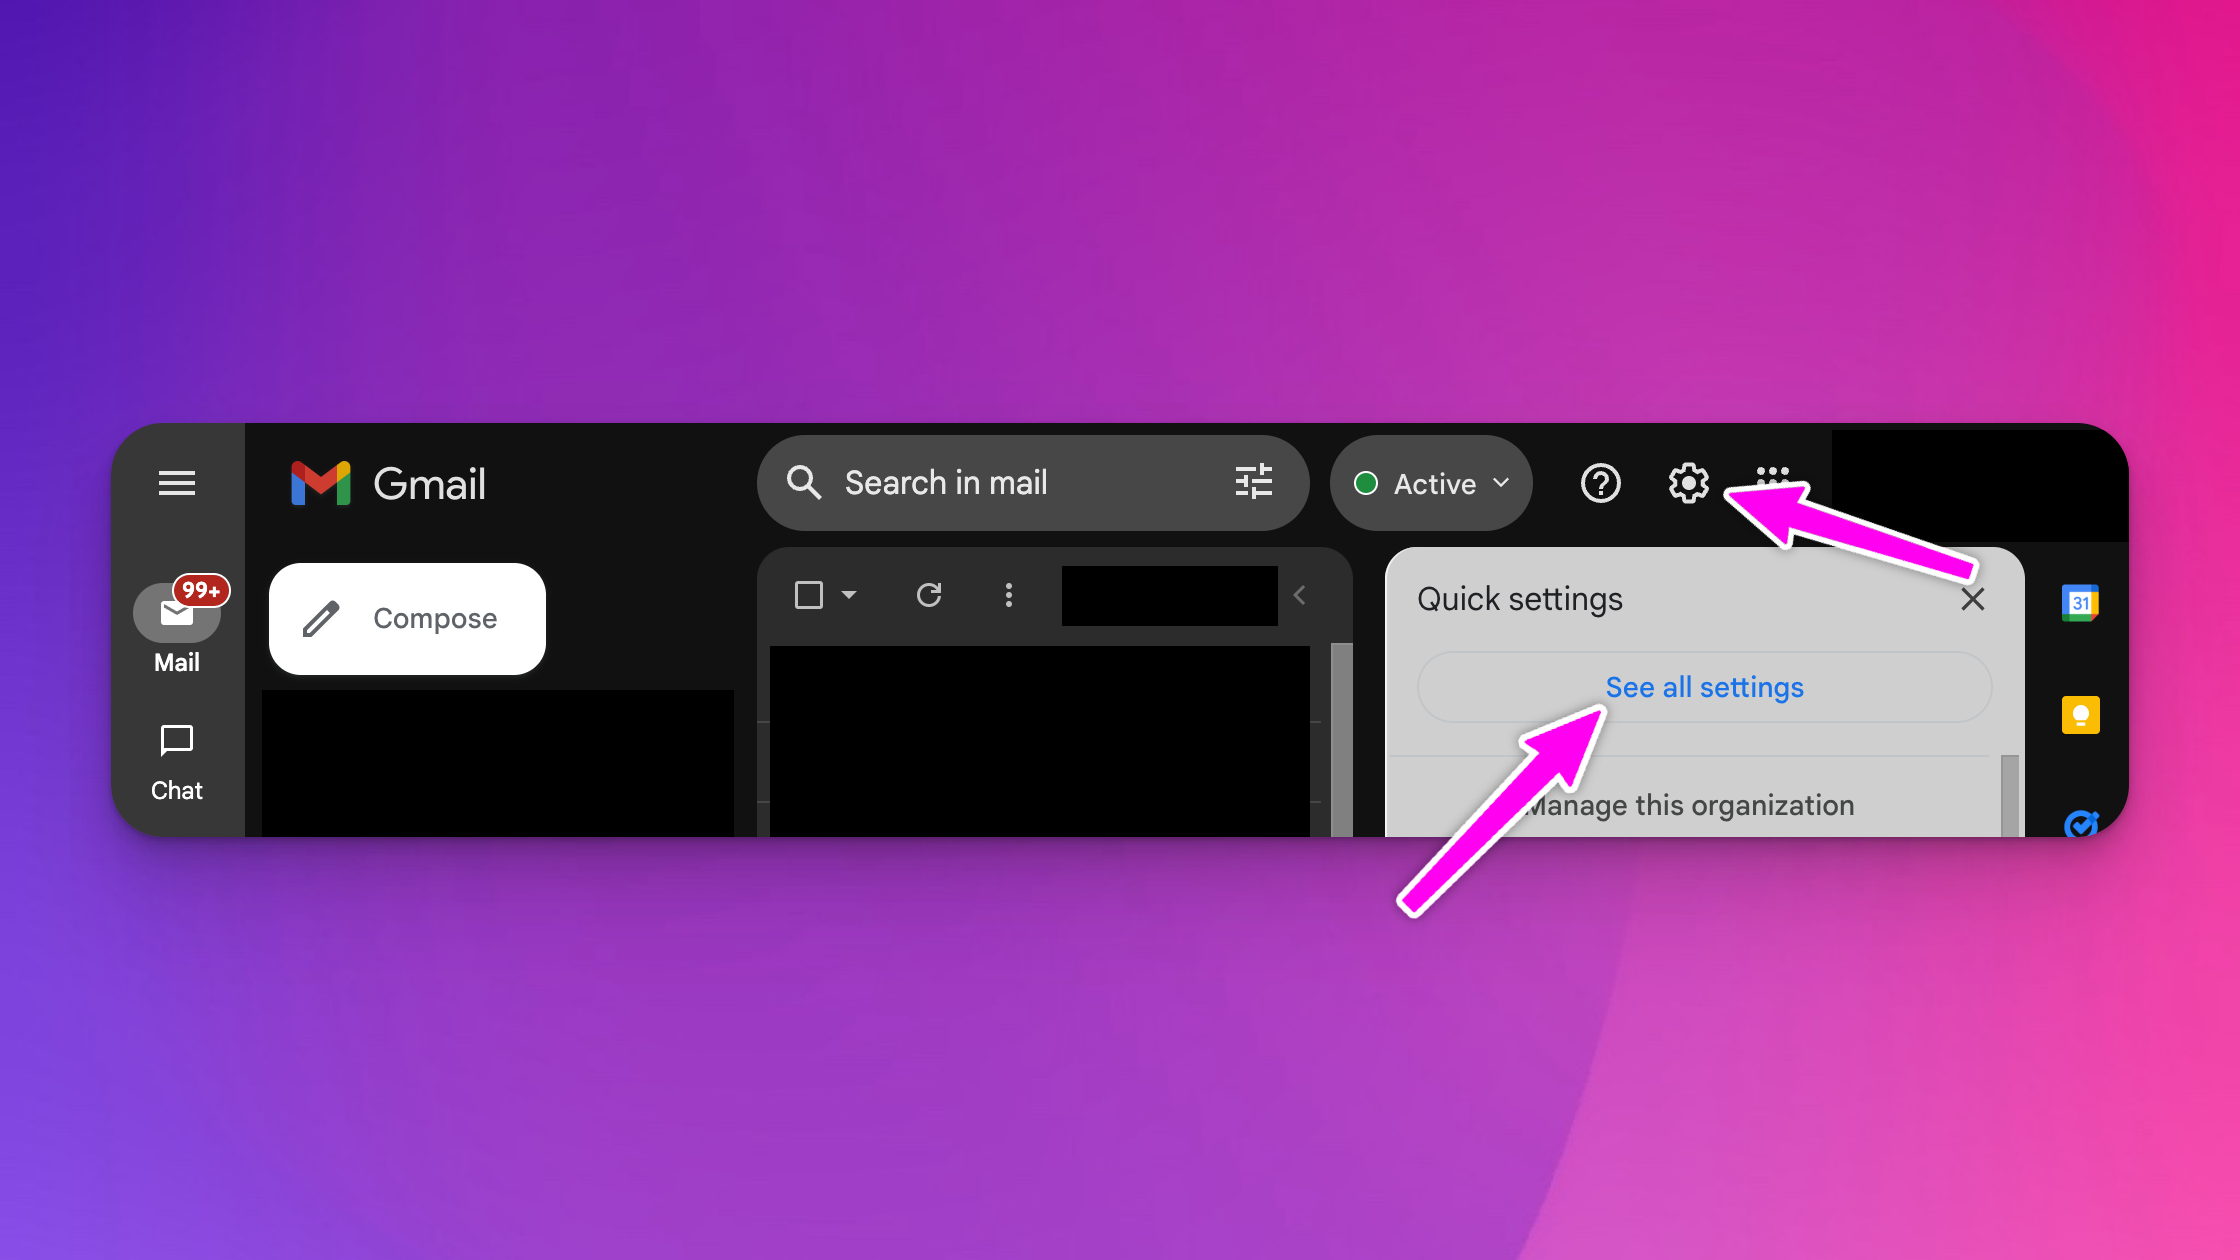 Gmail
Search in mail
Active
99+
Mail
Compose
Chat
Quick settings
See all settings
Manage this organization
31